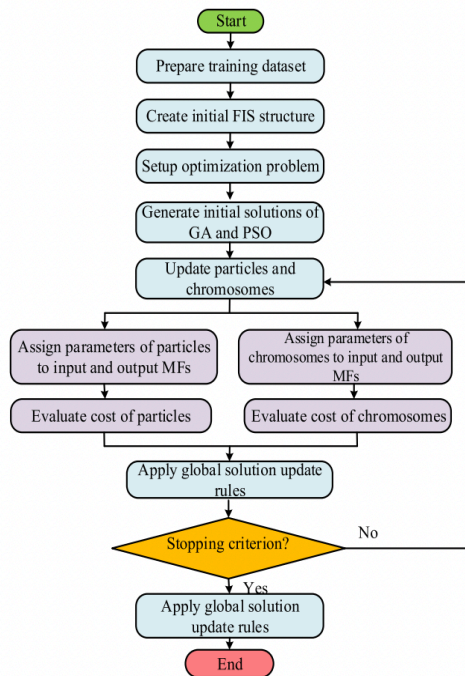 Start
Prepare training dataset
Create initial FIS structure
Setup optimization problem
Generate initial solutions of
GA and PSO
Update particles and
chromosomes
Assign parameters of particles
to input and output MFs
Assign parameters of
chromosomes to input and output
MFs
Evaluate cost of particles
Evaluate cost of chromosomes
Apply global solution update
rules
Stopping criterion?
No
Yes
Apply global solution
update rules
End